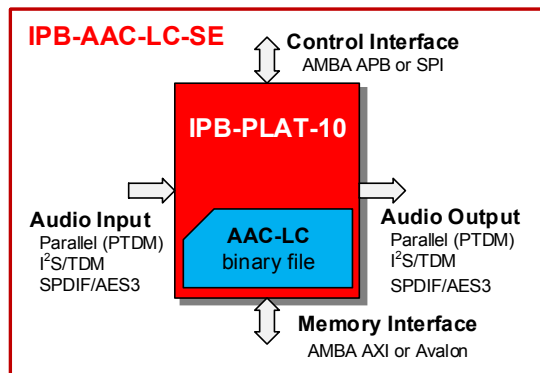 IPB-AAC-LC-SE
Control Interface
AMBA APB or SPI
IPB-PLAT-10
Audio Input
Parallel (PTDM)
I²S/TDM
SPDIF/AES3
AAC-LC
binary file
Audio Output
Parallel (PTDM)
I²S/TDM
SPDIF/AES3
Memory Interface
AMBA AXI or Avalon